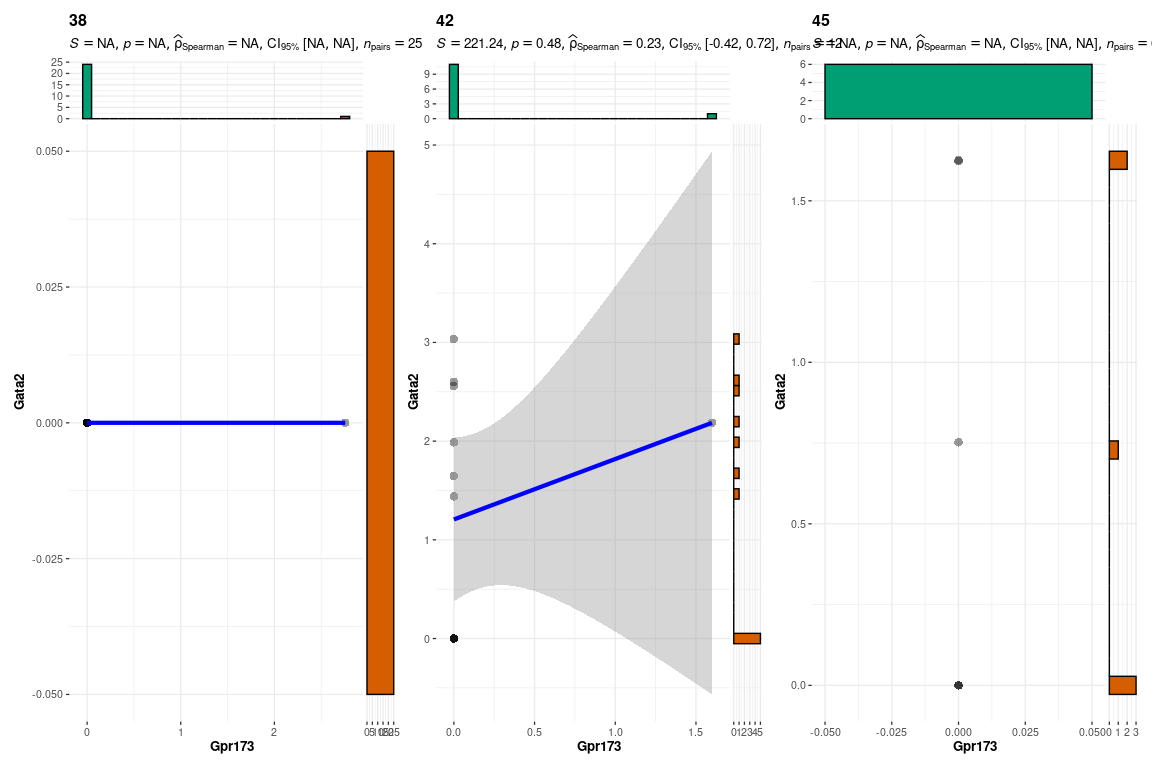 38
S = NA, p = NA, ρ̂Spearman = NA, CI95% [NA, NA], npairs = 25
25
20
15
10
5
0
0.050
0.025
0.000
-0.025
-0.050
Gata2
0 1 2
Gpr173
42
S = 221.24, p = 0.48, ρ̂Spearman = 0.23, CI95% [-0.42, 0.72], npairs = 12
9
6
3
0
5
4
3
2
1
0
Gata2
0.0 0.5 1.0 1.5
012345
Gpr173
45
S = NA, p = NA, ρ̂Spearman = NA, CI95% [NA, NA], npairs =
6
4
2
0
1.5
1.0
0.5
0.0
Gata2
-0.050 -0.025 0.000 0.025 0.050
0 1 2 3
Gpr173